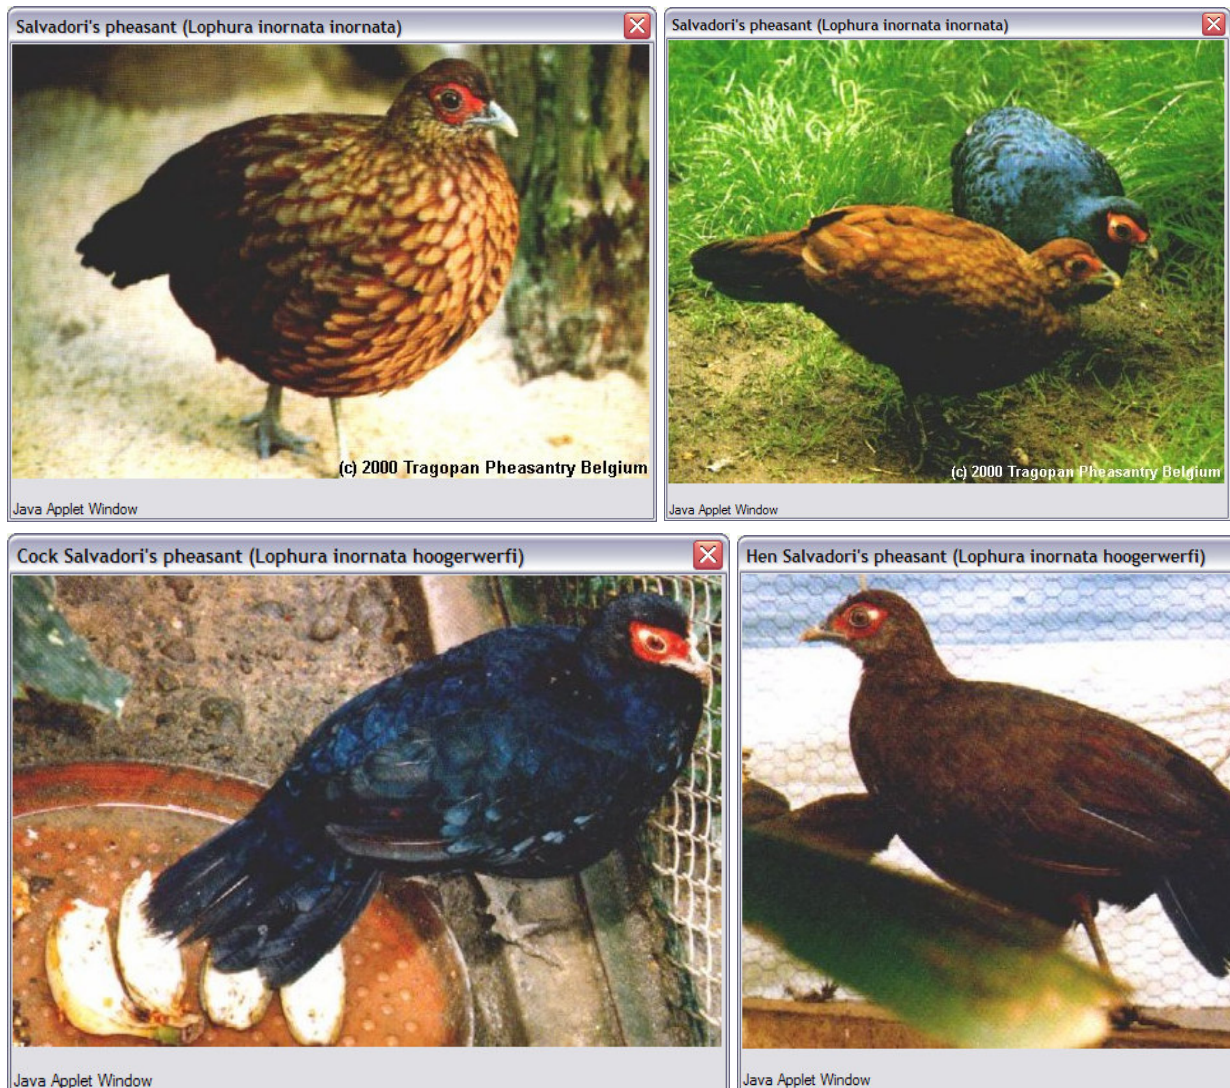 Salvadori's pheasant (Lophura inornata inornata)
(c) 2000 Tragopan Pheasantry Belgium
Java Applet Window
Salvadori's pheasant (Lophura inornata inornata)
(c) 2000 Tragopan Pheasantry Belgium
Java Applet Window
Cock Salvadori's pheasant (Lophura inornata hoogerwerfi)
Java Applet Window
Hen Salvadori's pheasant (Lophura inornata hoogerwerfi)
Java Applet Window